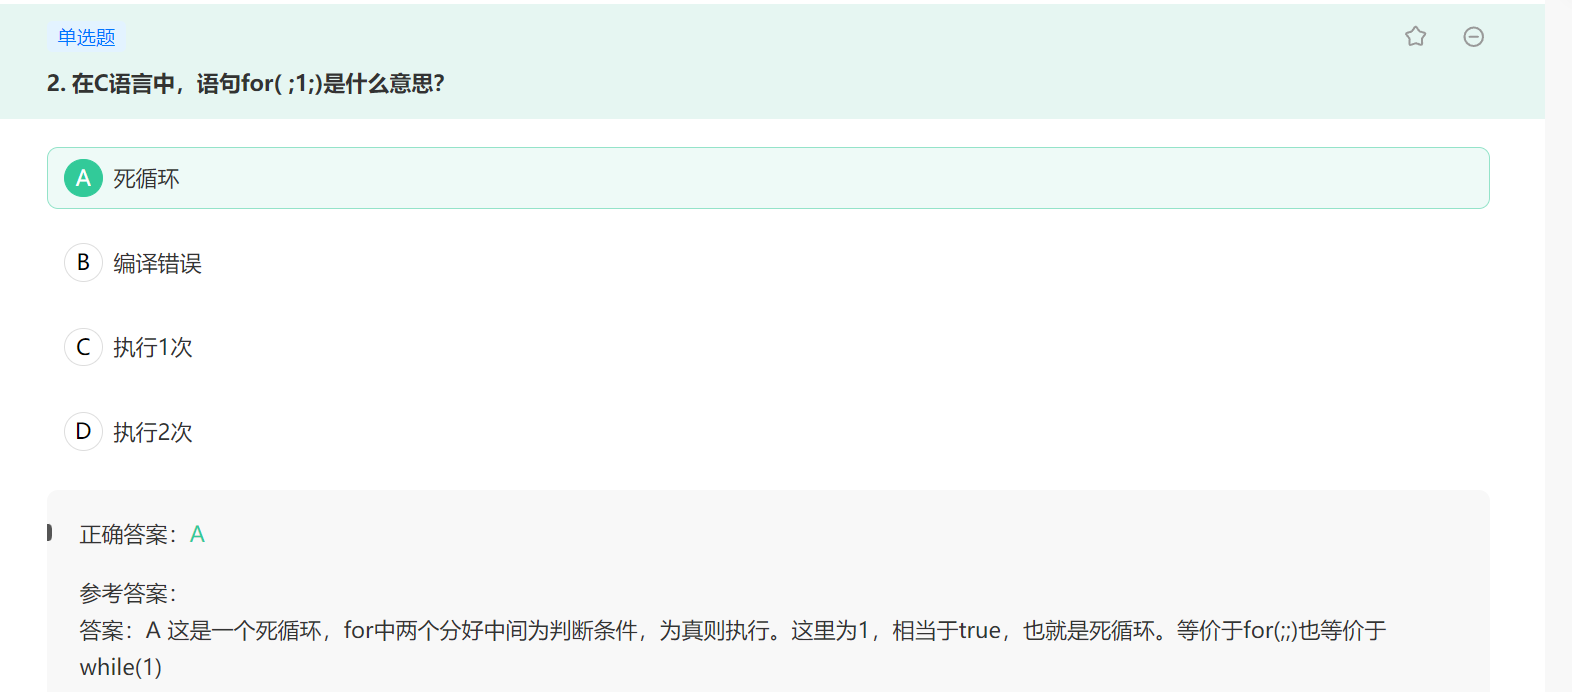 单选题
2. 在C语言中，语句for( ;1;)是什么意思?
A 死循环
B 编译错误
C 执行1次
D 执行2次
正确答案：A
参考答案：
答案：A 这是一个死循环，for中两个分好中间为判断条件，为真则执行。这里为1，相当于true，也就是死循环。等价于for(;;)也等价于
while(1)